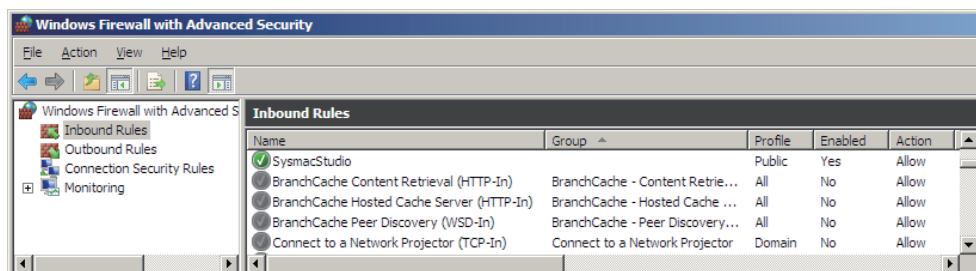 Windows Firewall with Advanced Security
File Action View Help
Windows Firewall with Advanced S
Inbound Rules
Outbound Rules
Connection Security Rules
Monitoring
Inbound Rules
Name Group Profile Enabled Action
SysmacStudio Public Yes Allow
BranchCache Content Retrieval (HTTP-In) BranchCache - Content Retrie... All No Allow
BranchCache Hosted Cache Server (HTTP-In) BranchCache - Hosted Cache ... All No Allow
BranchCache Peer Discovery (WSD-In) BranchCache - Peer Discovery... All No Allow
Connect to a Network Projector (TCP-In) Connect to a Network Projector Domain No Allow